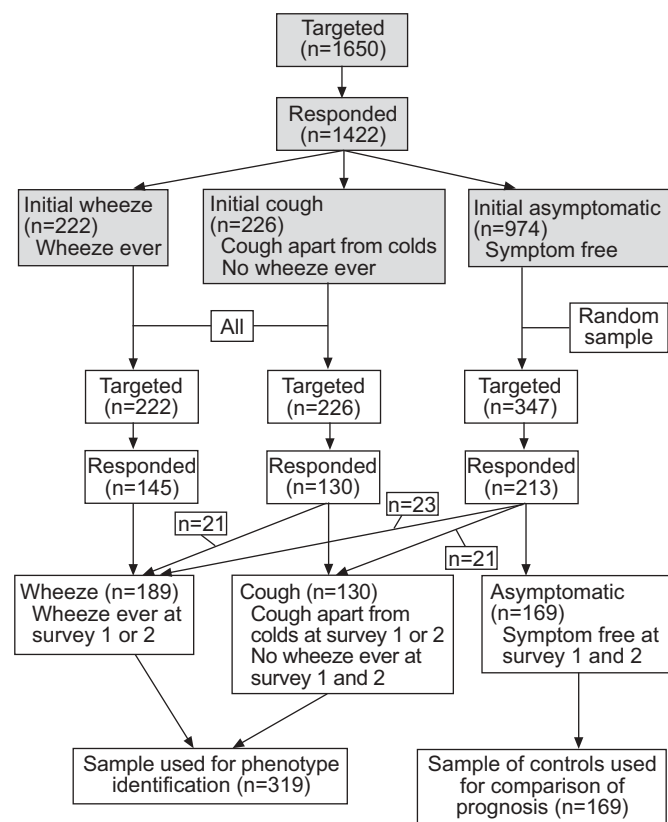 Targeted
(n=1650)
Responded
(n=1422)
Initial wheeze
(n=222)
Wheeze ever
Initial cough
(n=226)
Cough apart from colds
No wheeze ever
Initial asymptomatic
(n=974)
Symptom free
All
Random
sample
Targeted
(n=222)
Targeted
(n=226)
Targeted
(n=347)
Responded
(n=145)
Responded
(n=130)
Responded
(n=213)
n=21
n=23
n=21
Wheeze (n=189)
Wheeze ever at
survey 1 or 2
Cough (n=130)
Cough apart from
colds at survey 1 or 2
No wheeze ever at
survey 1 and 2
Asymptomatic
(n=169)
Symptom free at
survey 1 and 2
Sample used for phenotype
identification (n=319)
Sample of controls used
for comparison of
prognosis (n=169)